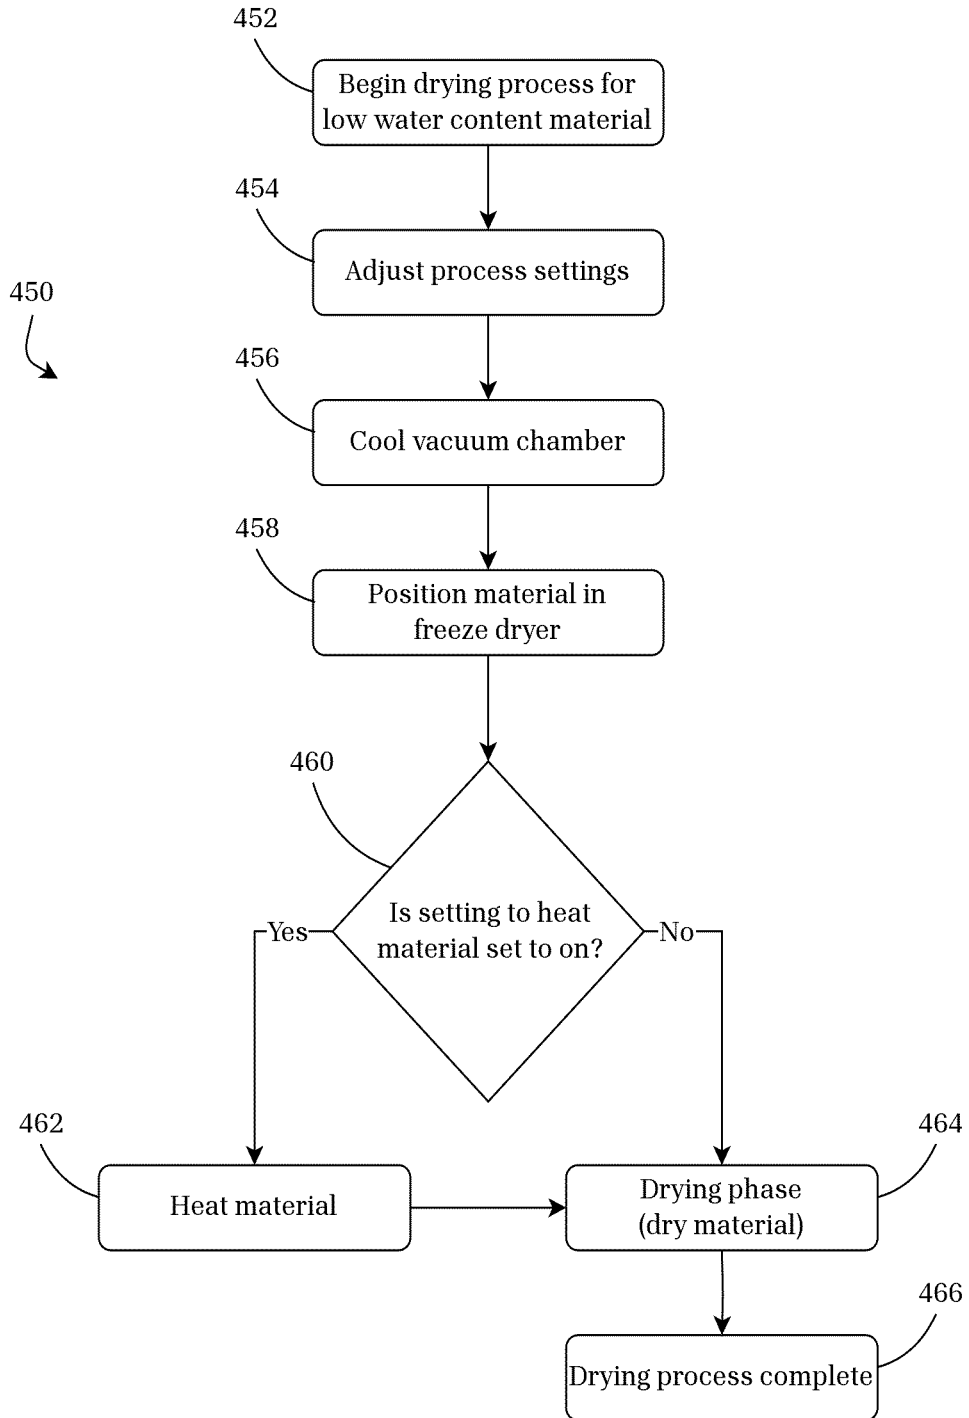 452
Begin drying process for
low water content material
454
Adjust process settings
450
456
Cool vacuum chamber
458
Position material in
freeze dryer
460
Is setting to heat
material set to on?
Yes
No
462
464
Heat material
Drying phase
(dry material)
466
Drying process complete